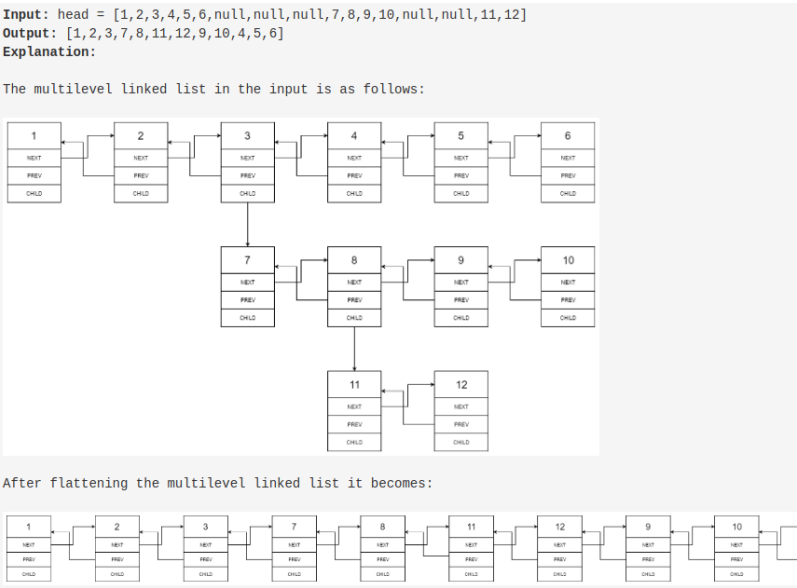 Input: head = [1,2,3,4,5,6,null,null,null,7,8,9,10,null,null,11,12]
Output: [1,2,3,7,8,11,12,9,10,4,5,6]
Explanation:
The multilevel linked list in the input is as follows:
1 2 3 4 5 6
NEXT NEXT NEXT NEXT NEXT NEXT
PREV PREV PREV PREV PREV PREV
CHILD CHILD CHILD CHILD CHILD CHILD
7 8 9 10
NEXT NEXT NEXT NEXT
PREV PREV PREV PREV
CHILD CHILD CHILD CHILD
11 12
NEXT NEXT
PREV PREV
CHILD CHILD
After flattening the multilevel linked list it becomes:
1 2 3 7 8 11 12 9 10
NEXT NEXT NEXT NEXT NEXT NEXT NEXT NEXT NEXT
PREV PREV PREV PREV PREV PREV PREV PREV PREV
CHILD CHILD CHILD CHILD CHILD CHILD CHILD CHILD CHILD